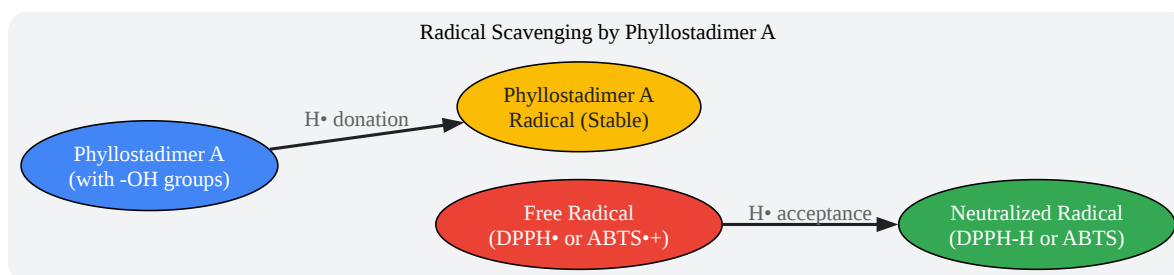 Radical Scavenging by Phyllostadimer A
Phyllostadimer A
(with -OH groups)
H• donation
Phyllostadimer A
Radical (Stable)
Free Radical
(DPPH• or ABTS•+)
H• acceptance
Neutralized Radical
(DPPH-H or ABTS)